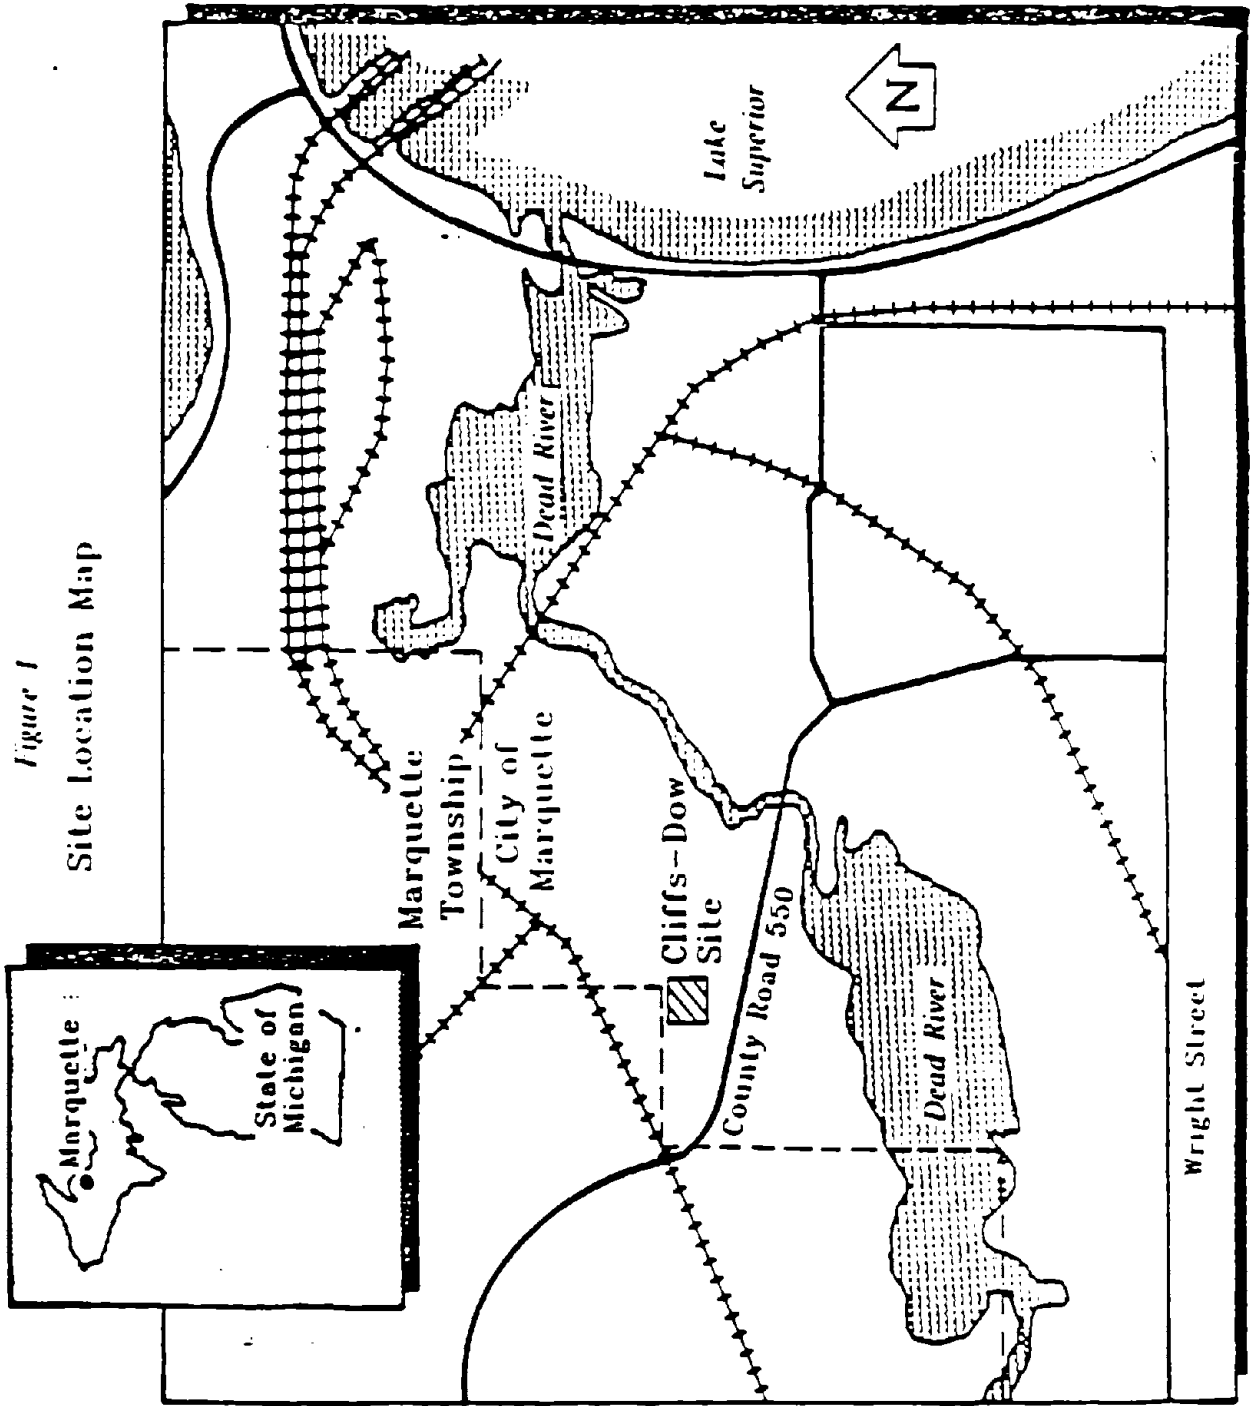 Figure 1
Site Location Map
Marquette
State of
Michigan
Marquette
Township
City of
Marquette
Cliffs-Dow
Site
County Road 550
Dead River
Dead River
Lake
Superior
N
Wright Street